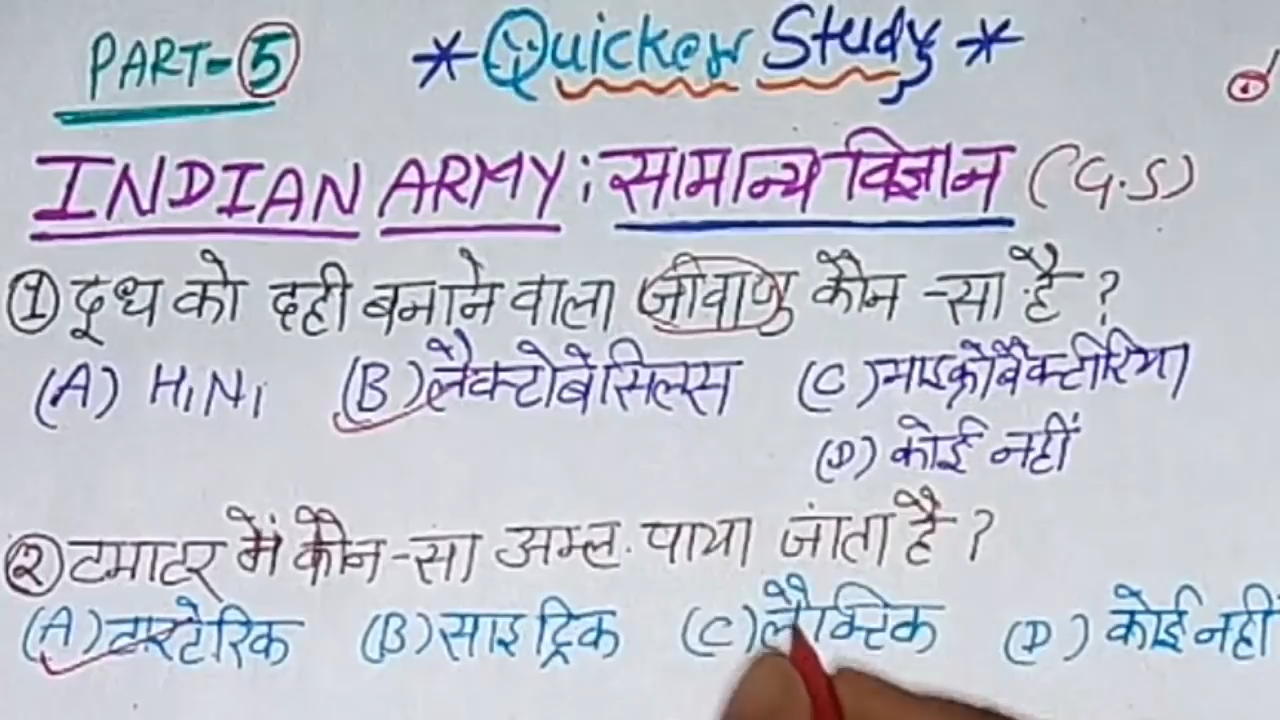 PART-5 *Quicker Study*
INDIAN ARMY: सामान्य विज्ञान (G.S)
① दूध को दही बनाने वाला जीवाणु कौन-सा है ?
(A) H1N1 (B) लैक्टोबेसिलस (C) माइक्रोबैक्टीरिया
(D) कोई नहीं
② टमाटर में कौन-सा अम्ल पाया जाता है ?
(A) टारटेरिक (B) साइट्रिक (C) लैक्टिक (D) कोई नहीं